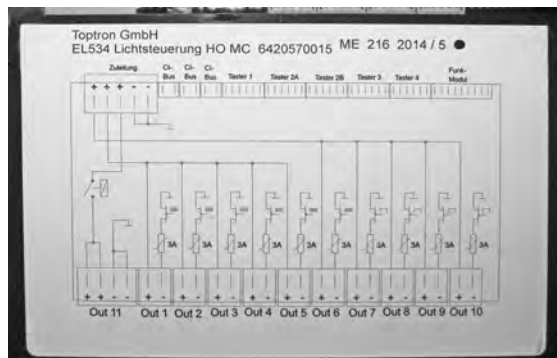 Toptron GmbH
EL534 Lichtsteuerung HO MC 6420570015 ME 216 2014 / 5
Zuleitung CI-Bus CI-Bus CI-Bus Taster 1 Taster 2A Taster 2B Taster 3 Taster 4 Funk-Modul
+ + + - -
3A 3A 3A 3A 3A 3A 3A 3A 3A 3A
+ + - - + - + - + - + - + - + - + - + - + - + -
Out 11 Out 1 Out 2 Out 3 Out 4 Out 5 Out 6 Out 7 Out 8 Out 9 Out 10